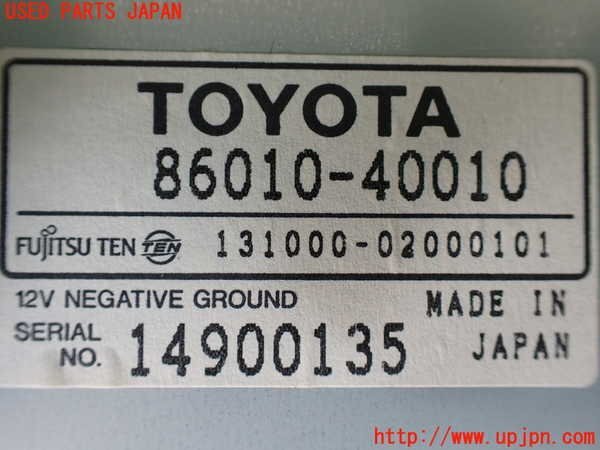 USED PARTS JAPAN
TOYOTA
86010-40010
FUJITSU TEN TEN 131000-02000101
12V NEGATIVE GROUND MADE IN
SERIAL NO. 14900135 JAPAN
http://www.upjpn.com/